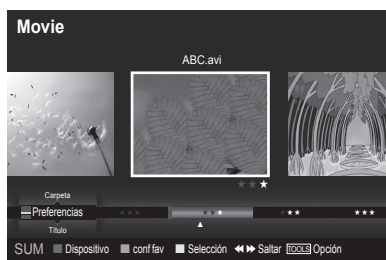 Movie
ABC.avi
★ ★ ★
Carpeta
Preferencias ★ ★ ★ ★ ★ ★ ★ ★ ★ ★ ★
Título
SUM Dispositivo conf fav Selección ◄◄ ►► Saltar TOOLS Opción